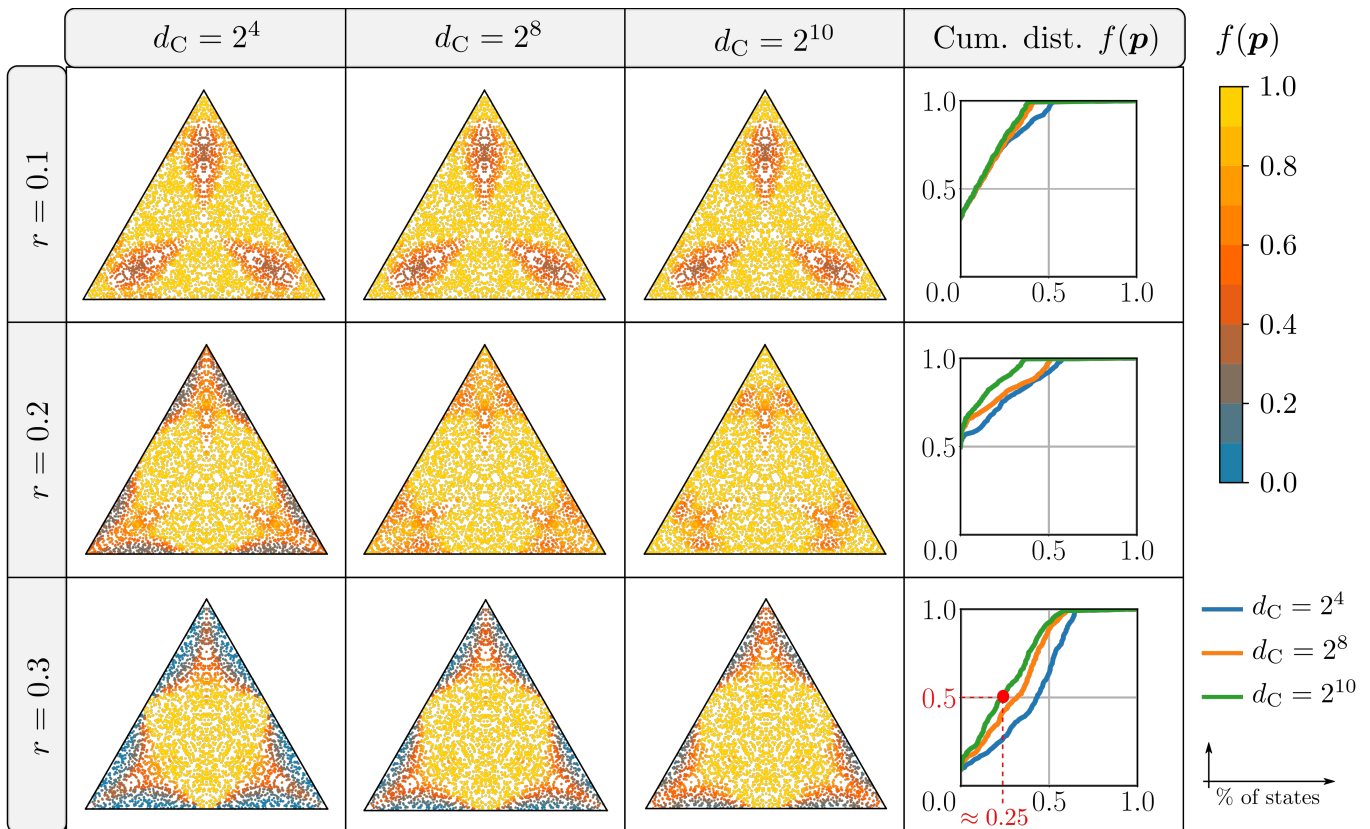 d_C = 2^4 d_C = 2^8 d_C = 2^10 Cum. dist. f(p) f(p)
r = 0.1
1.0
0.5
0.0 0.5 1.0
r = 0.2
1.0
0.5
0.0 0.5 1.0
r = 0.3
1.0
0.5
0.0 0.5 1.0
≈ 0.25
1.0
0.8
0.6
0.4
0.2
0.0
d_C = 2^4
d_C = 2^8
d_C = 2^10
% of states